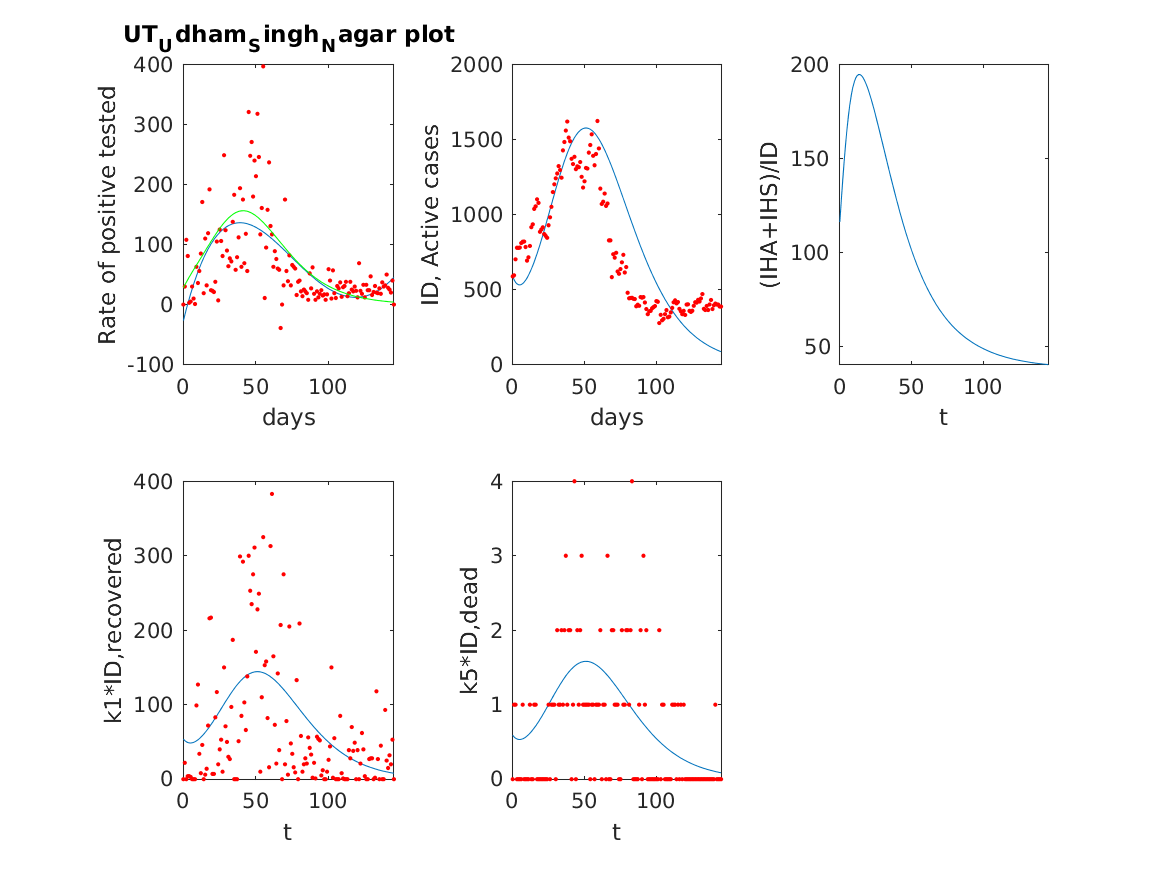 UT_Udham_Singh_Nagar plot
400
300
200
100
0
-100
Rate of positive tested
0 50 100
days
2000
1500
1000
500
0
ID, Active cases
0 50 100
days
200
150
100
50
(IHA+IHS)/ID
0 50 100
t
400
300
200
100
0
k1*ID,recovered
0 50 100
t
4
3
2
1
0
k5*ID,dead
0 50 100
t